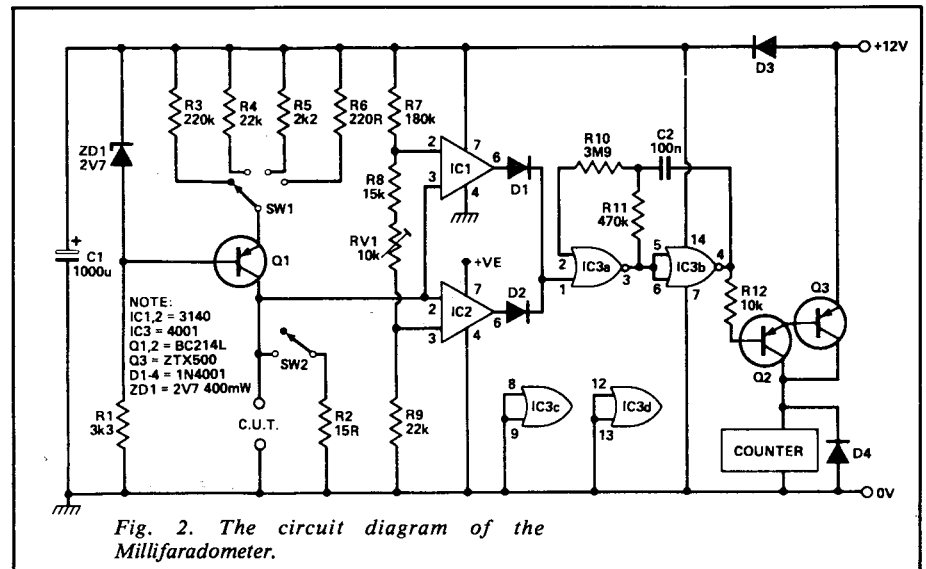 +12V
D3
R3
220k
R4
22k
R5
2k2
R6
220R
R7
180k
ZD1
2V7
SW1
2
7
6
IC1
3
4
D1
R10
3M9
C2
100n
R8
15k
R11
470k
RV1
10k
C1
1000u
+
Q1
+VE
2
1
IC3a
3
5
6
IC3b
14
4
7
R12
10k
Q3
NOTE:
IC1,2 = 3140
IC3 = 4001
Q1,2 = BC214L
Q3 = ZTX500
D1-4 = 1N4001
ZD1 = 2V7 400mW
2
7
6
IC2
3
4
D2
SW2
Q2
R1
3k3
C.U.T.
R2
15R
R9
22k
8
9
IC3c
12
13
IC3d
COUNTER
D4
0V
Fig. 2. The circuit diagram of the
Millifaradometer.